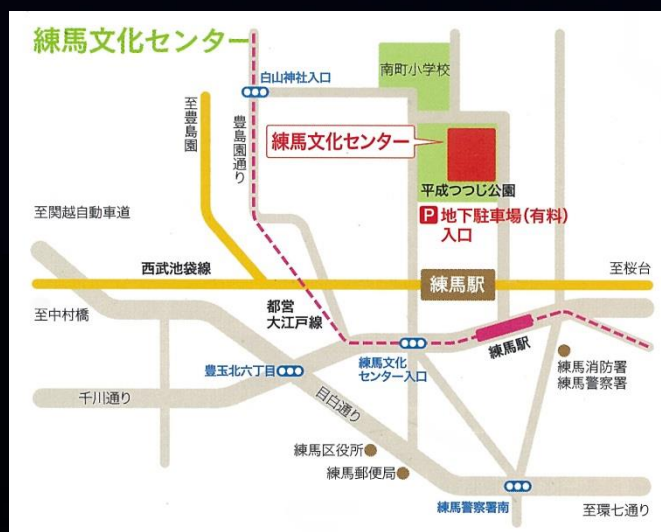 練馬文化センター
白山神社入口
南町小学校
至豊島園
豊島園通り
練馬文化センター
平成つつじ公園
P 地下駐車場(有料)
入口
至関越自動車道
西武池袋線
練馬駅
至桜台
至中村橋
都営
大江戸線
練馬駅
豊玉北六丁目
練馬文化
センター入口
練馬消防署
練馬警察署
千川通り
目白通り
練馬区役所
練馬郵便局
練馬警察署南
至環七通り